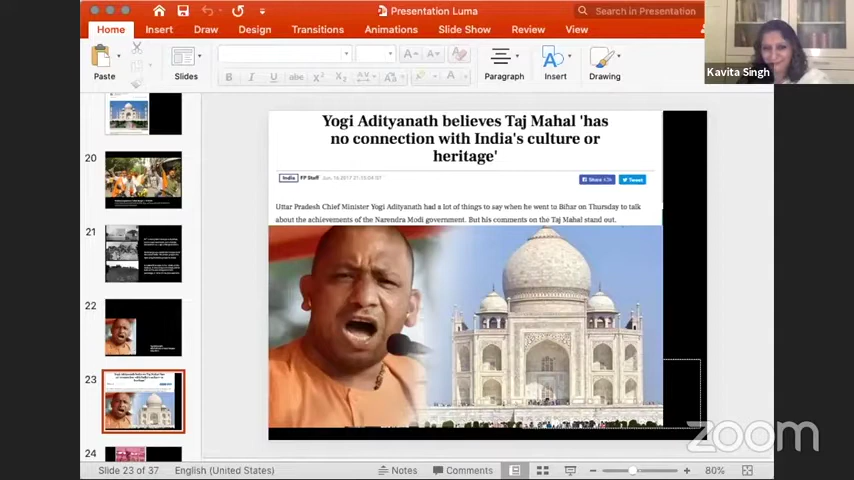 Presentation Luma
Search in Presentation
Home Insert Draw Design Transitions Animations Slide Show Review View
Kavita Singh
Paste
Slides
Paragraph
Insert
Drawing
B I U abc X² X₂ A
20
21
22
23
24
Yogi Adityanath believes Taj Mahal 'has
no connection with India's culture or
heritage'
India FP Staff
Share
Tweet
Uttar Pradesh Chief Minister Yogi Adityanath had a lot of things to say when he went to Bihar on Thursday to talk
about the achievements of the Narendra Modi government. But his comments on the Taj Mahal stand out.
zoom
Slide 23 of 37 English (United States) Notes Comments 80%